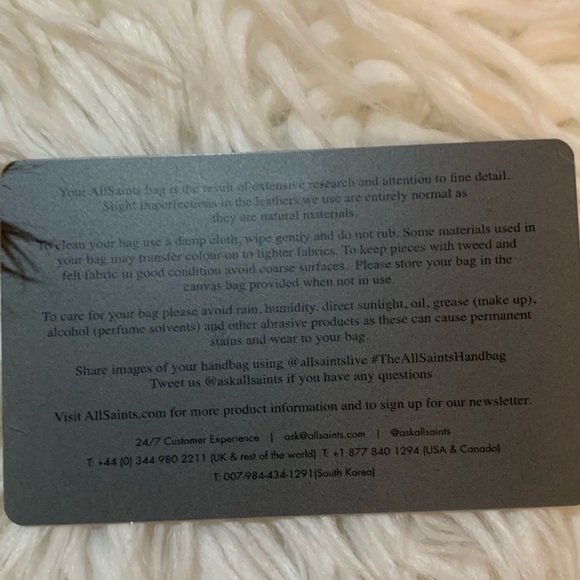 Your AllSaints bag is the result of extensive research and attention to fine detail.
Slight imperfections in the leathers we use are entirely normal as
they are natural materials.
To clean your bag use a damp cloth, wipe gently and do not rub. Some materials used in
your bag may transfer colour on to lighter fabrics. To keep pieces with tweed and
felt fabric in good condition avoid coarse surfaces. Please store your bag in the
canvas bag provided when not in use.
To care for your bag please avoid rain, humidity, direct sunlight, oil, grease (make up),
alcohol (perfume solvents) and other abrasive products as these can cause permanent
stains and wear to your bag.
Share images of your handbag using @allsaintslive #TheAllSaintsHandbag
Tweet us @askallsaints if you have any questions
Visit AllSaints.com for more product information and to sign up for our newsletter.
24/7 Customer Experience | ask@allsaints.com | @askallsaints
T: +44 (0) 344 980 2211 (UK & rest of the world) T: +1 877 840 1294 (USA & Canada)
T: 007-984-434-1291(South Korea)